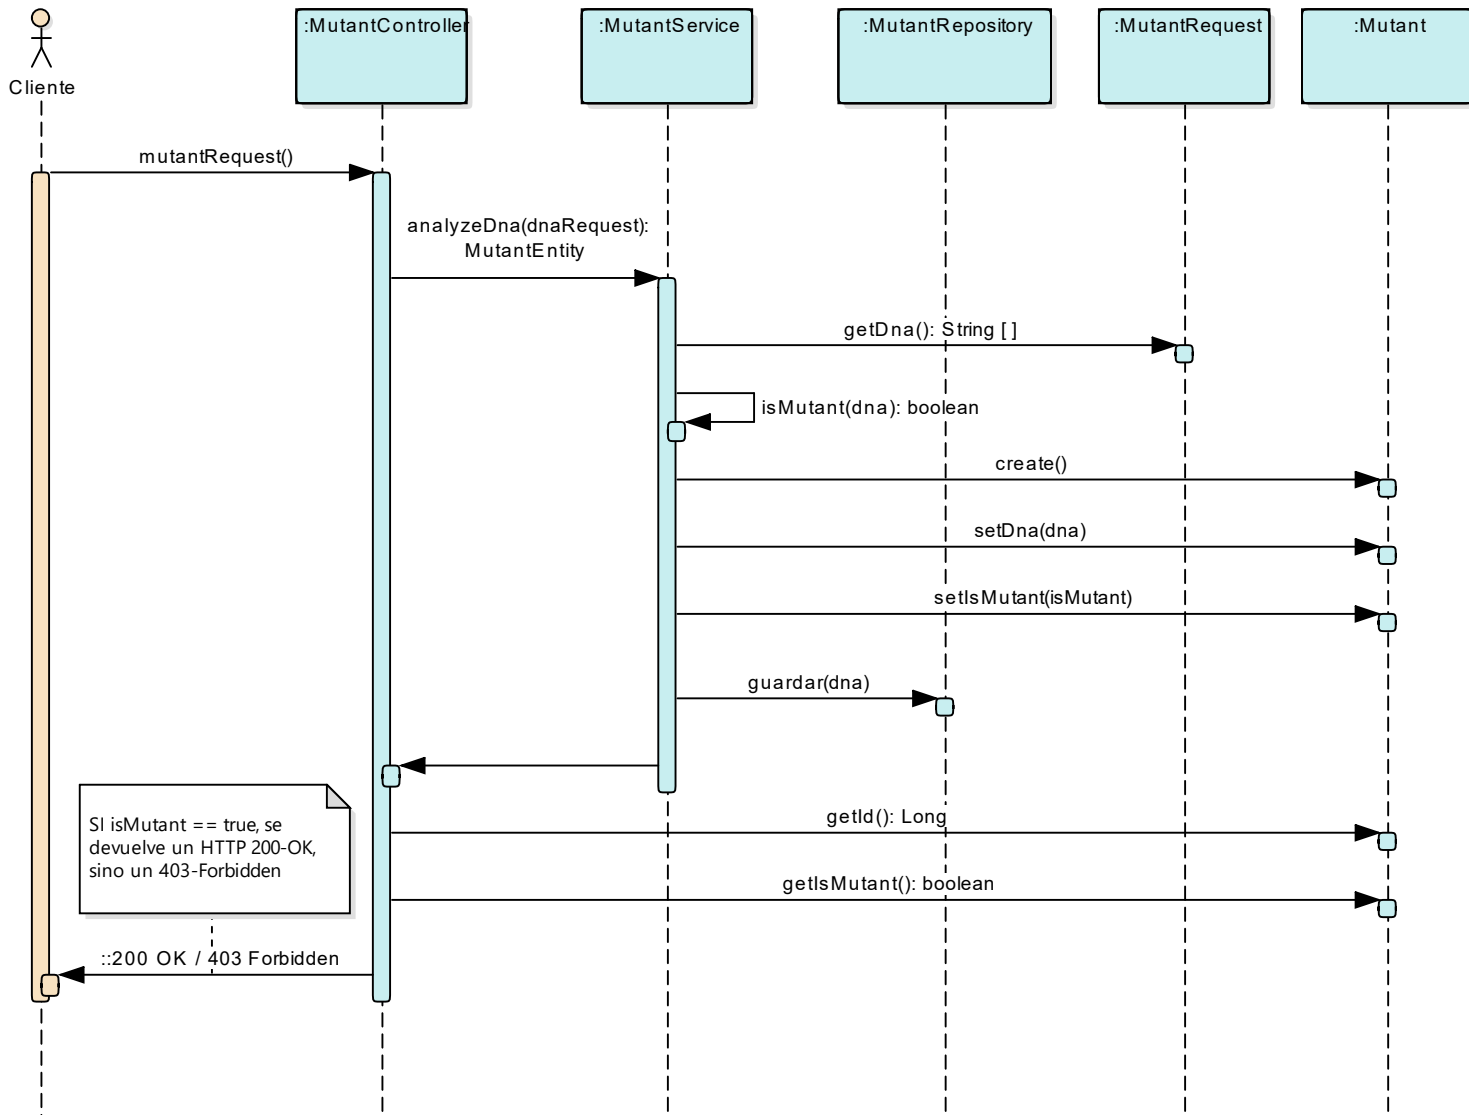 :MutantController
:MutantService
:MutantRepository
:MutantRequest
:Mutant
Cliente
mutantRequest()
analyzeDna(dnaRequest):
MutantEntity
getDna(): String [ ]
isMutant(dna): boolean
create()
setDna(dna)
setIsMutant(isMutant)
guardar(dna)
SI isMutant == true, se
devuelve un HTTP 200-OK,
sino un 403-Forbidden
getId(): Long
getIsMutant(): boolean
::200 OK / 403 Forbidden